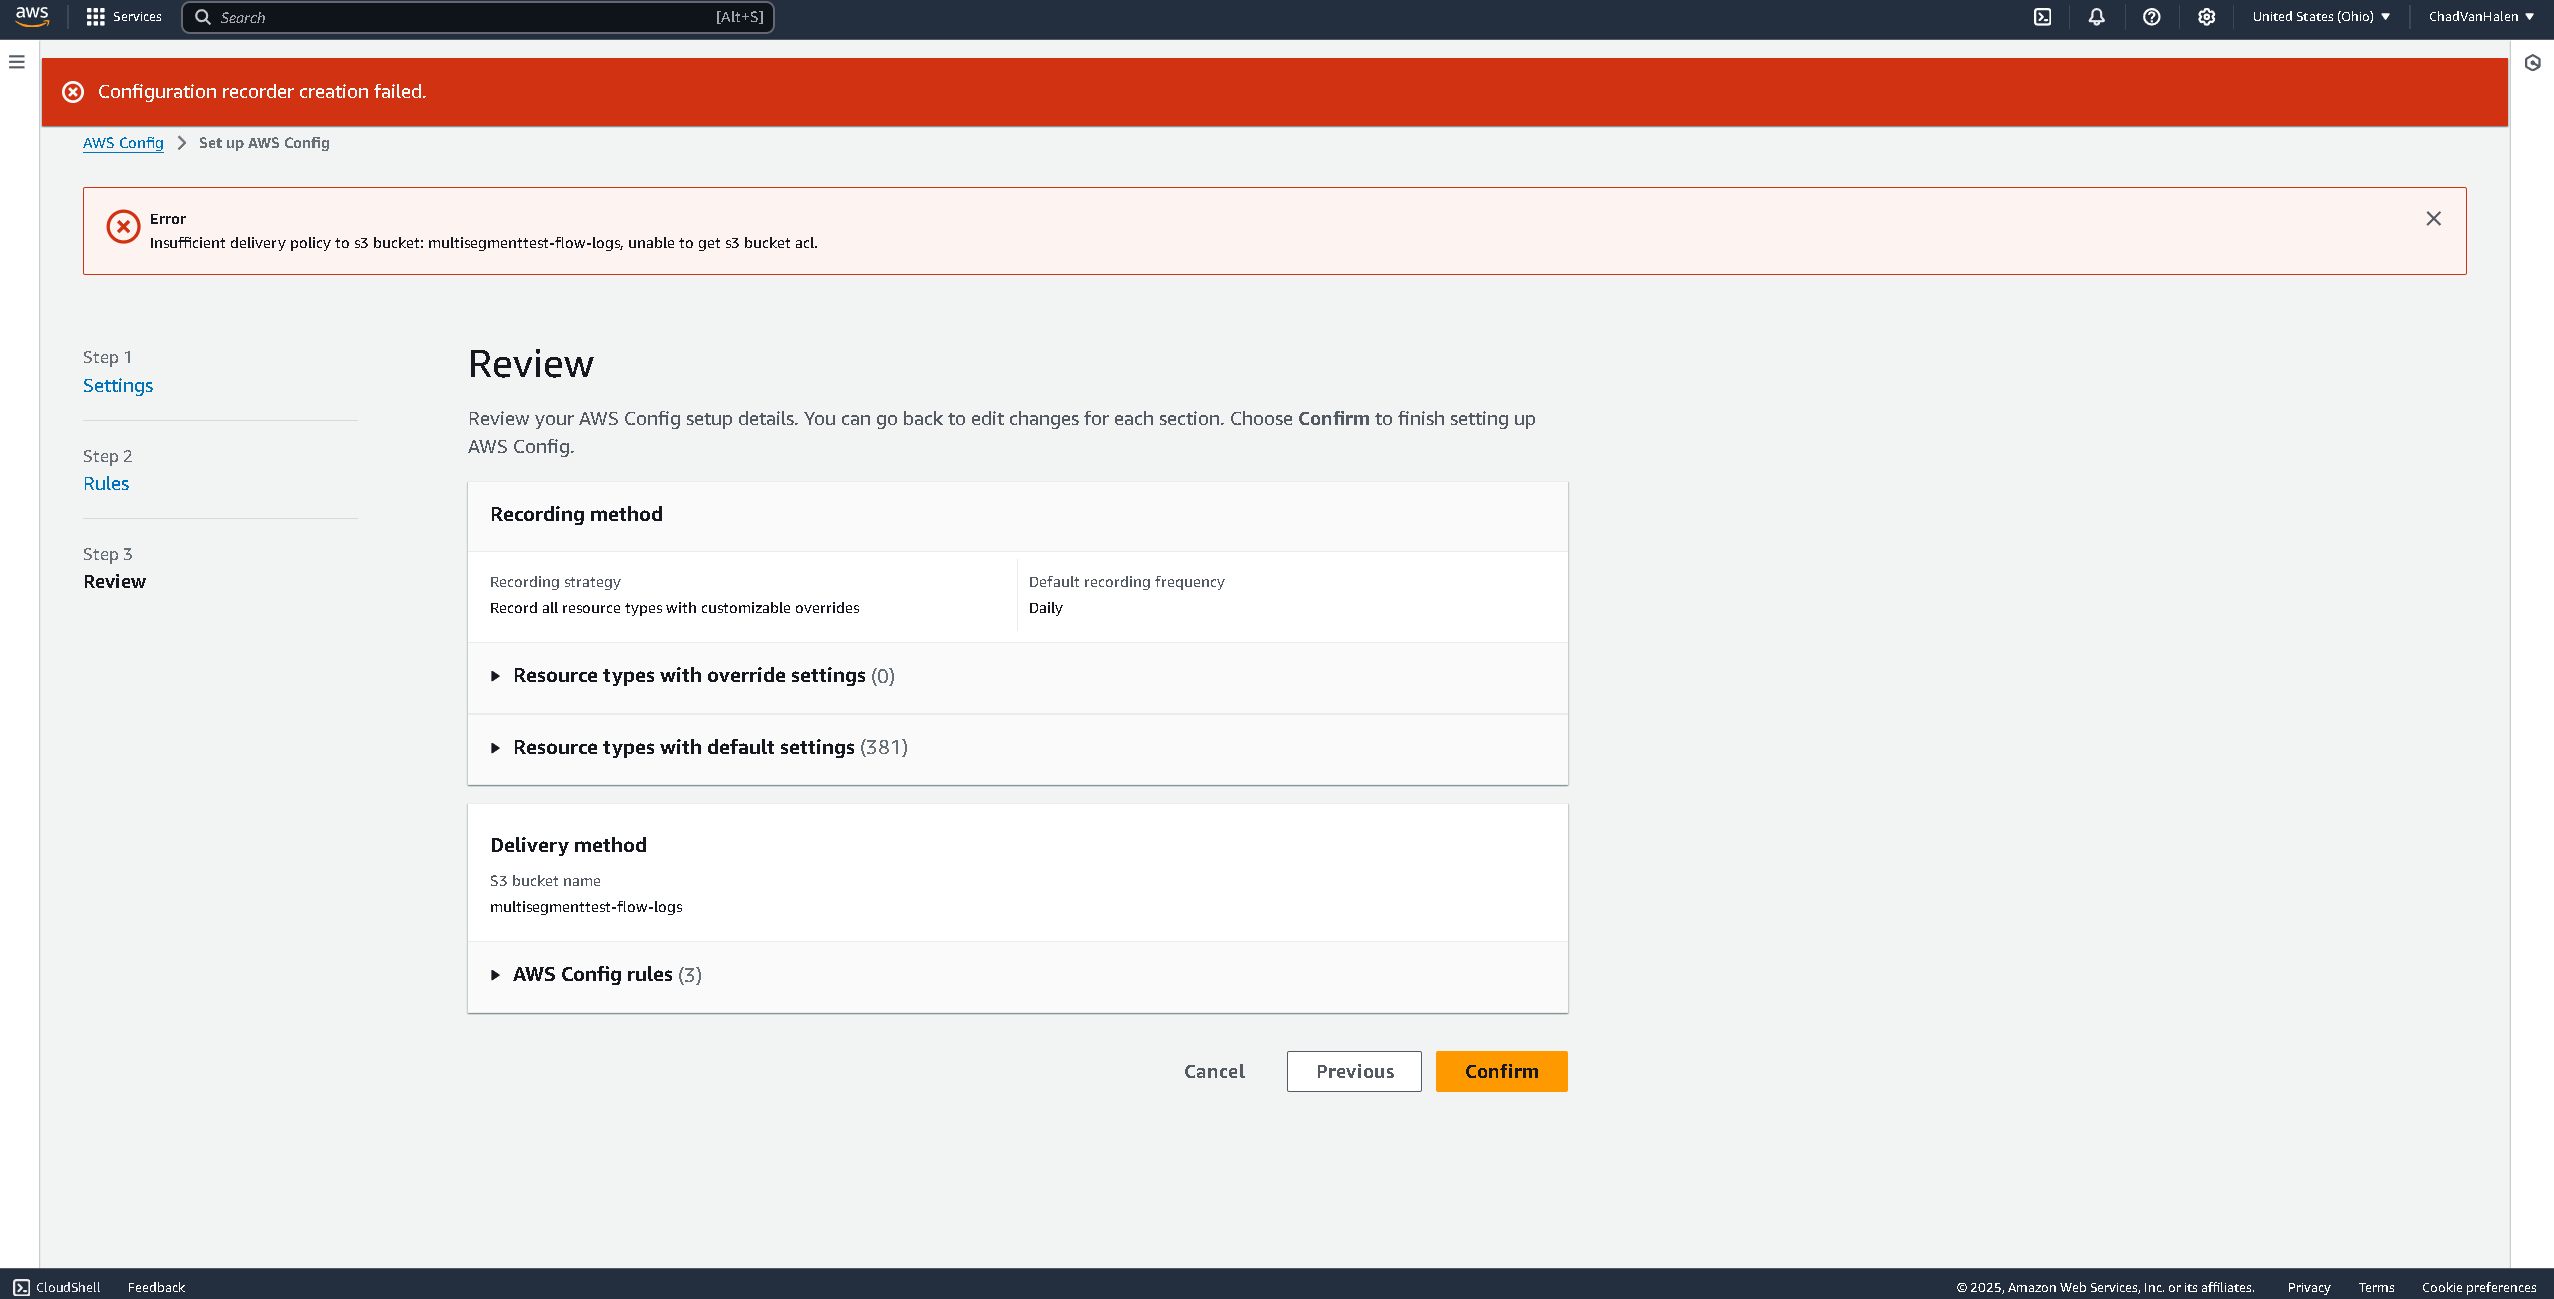 aws
Services
Search
[Alt+S]
United States (Ohio)
ChadVanHalen
Configuration recorder creation failed.
AWS Config
Set up AWS Config
Error
Insufficient delivery policy to s3 bucket: multisegmenttest-flow-logs, unable to get s3 bucket acl.
Step 1
Settings
Step 2
Rules
Step 3
Review
Review
Review your AWS Config setup details. You can go back to edit changes for each section. Choose Confirm to finish setting up
AWS Config.
Recording method
Recording strategy
Record all resource types with customizable overrides
Default recording frequency
Daily
Resource types with override settings (0)
Resource types with default settings (381)
Delivery method
S3 bucket name
multisegmenttest-flow-logs
AWS Config rules (3)
Cancel
Previous
Confirm
CloudShell
Feedback
© 2025, Amazon Web Services, Inc. or its affiliates.
Privacy
Terms
Cookie preferences